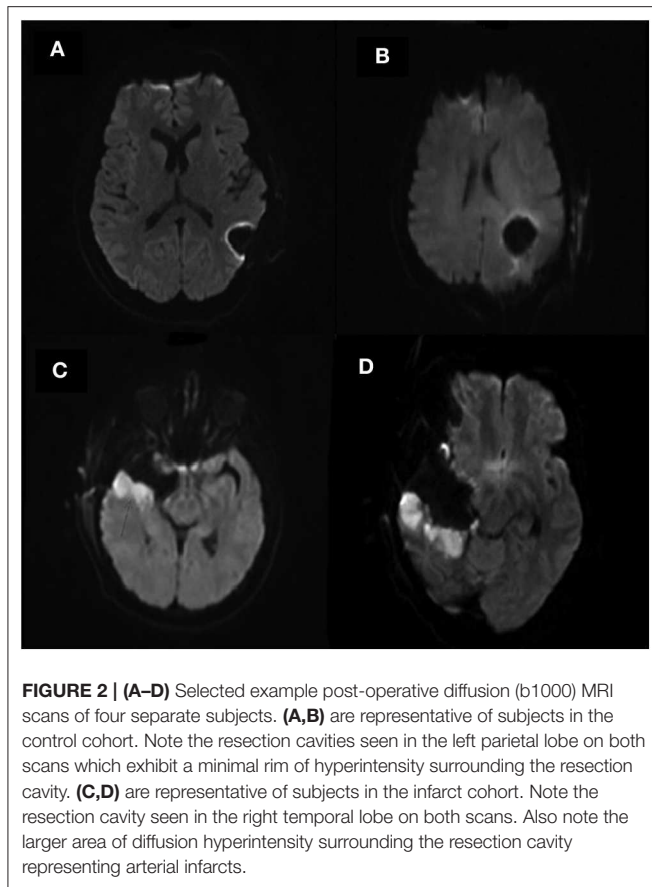 A
B
C
D
FIGURE 2 | (A–D) Selected example post-operative diffusion (b1000) MRI
scans of four separate subjects. (A,B) are representative of subjects in the
control cohort. Note the resection cavities seen in the left parietal lobe on both
scans which exhibit a minimal rim of hyperintensity surrounding the resection
cavity. (C,D) are representative of subjects in the infarct cohort. Note the
resection cavity seen in the right temporal lobe on both scans. Also note the
larger area of diffusion hyperintensity surrounding the resection cavity
representing arterial infarcts.